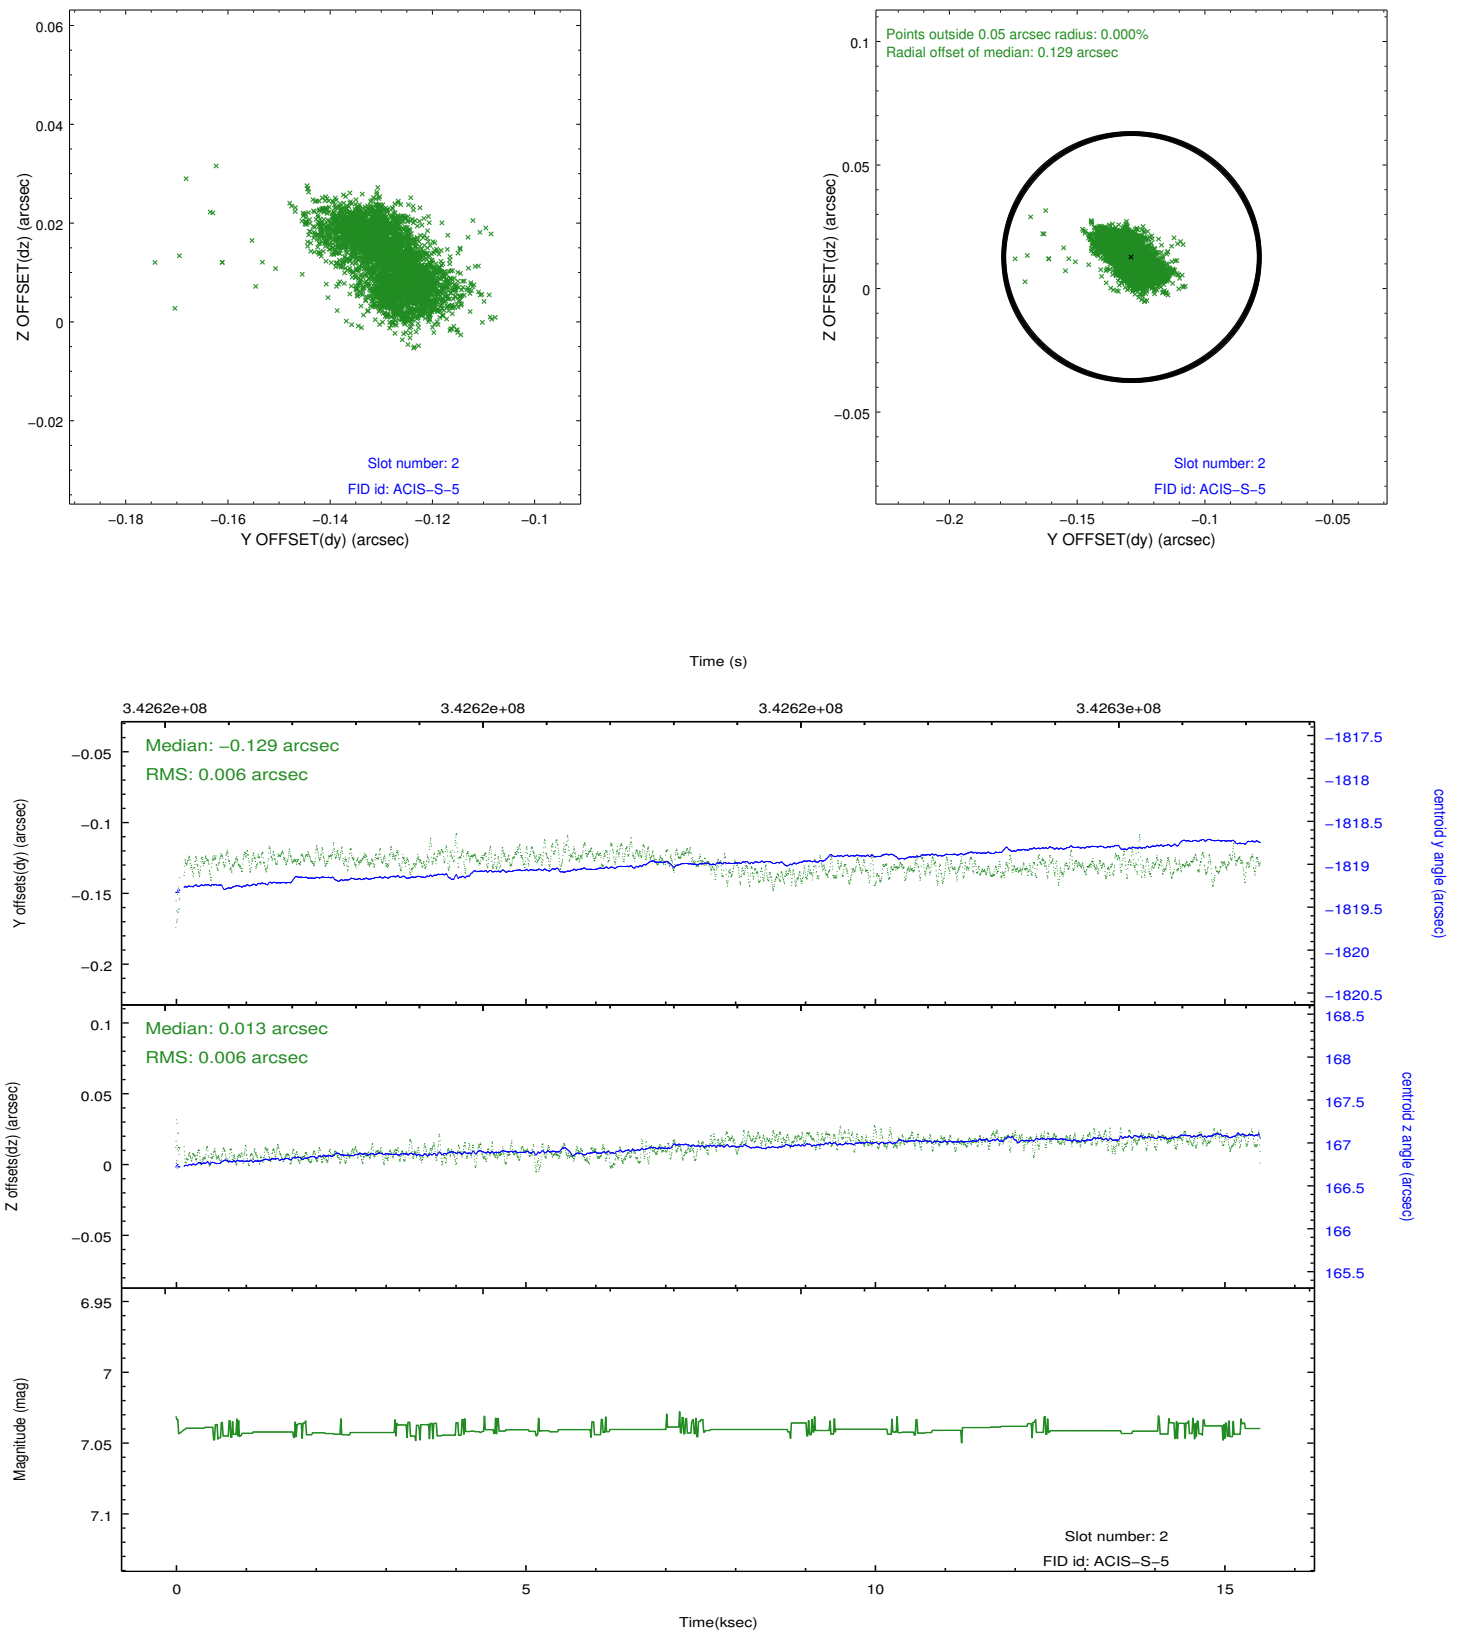 0.06
0.04
0.02
0
−0.02
Z OFFSET(dz) (arcsec)
Slot number: 2
FID id: ACIS−S−5
−0.18
−0.16
−0.14
−0.12
−0.1
Y OFFSET(dy) (arcsec)
Points outside 0.05 arcsec radius: 0.000%
Radial offset of median: 0.129 arcsec
0.1
0.05
0
−0.05
Z OFFSET(dz) (arcsec)
Slot number: 2
FID id: ACIS−S−5
−0.2
−0.15
−0.1
−0.05
Y OFFSET(dy) (arcsec)
Time (s)
3.4262e+08
3.4262e+08
3.4262e+08
3.4263e+08
Median: −0.129 arcsec
RMS: 0.006 arcsec
−0.05
−0.1
−0.15
−0.2
Y offsets(dy) (arcsec)
−1817.5
−1818
−1818.5
−1819
−1819.5
−1820
−1820.5
centroid y angle (arcsec)
Median: 0.013 arcsec
RMS: 0.006 arcsec
0.1
0.05
0
−0.05
Z offsets(dz) (arcsec)
168.5
168
167.5
167
166.5
166
165.5
centroid z angle (arcsec)
6.95
7
7.05
7.1
Magnitude (mag)
Slot number: 2
FID id: ACIS−S−5
0
5
10
15
Time(ksec)